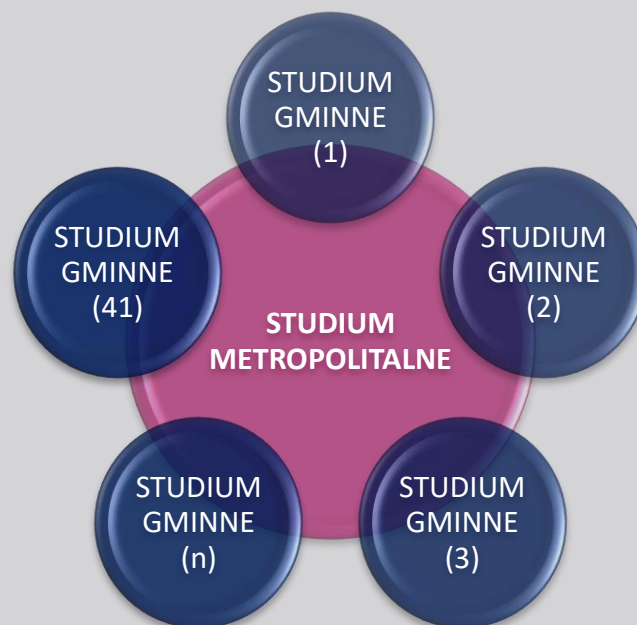 STUDIUM
GMINNE
(1)
STUDIUM
GMINNE
(41)
STUDIUM
GMINNE
(2)
STUDIUM
METROPOLITALNE
STUDIUM
GMINNE
(n)
STUDIUM
GMINNE
(3)